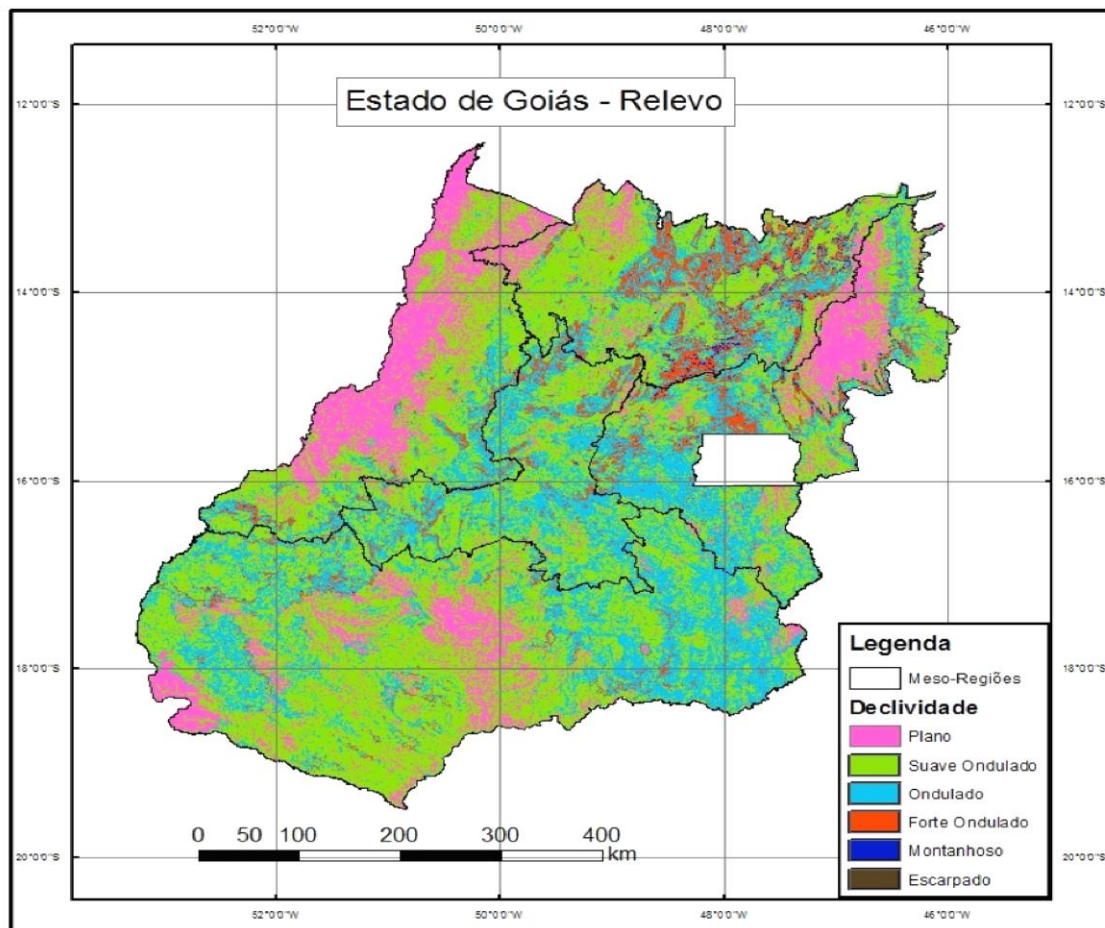 52°0'0"W 50°0'0"W 48°0'0"W 46°0'0"W
Estado de Goiás - Relevo
12°0'0"S 12°0'0"S
14°0'0"S 14°0'0"S
16°0'0"S 16°0'0"S
18°0'0"S 18°0'0"S
20°0'0"S 20°0'0"S
Legenda
Meso-Regiões
Declividade
Plano
Suave Ondulado
Ondulado
Forte Ondulado
Montanhoso
Escarpado
0 50 100 200 300 400
km
52°0'0"W 50°0'0"W 48°0'0"W 46°0'0"W